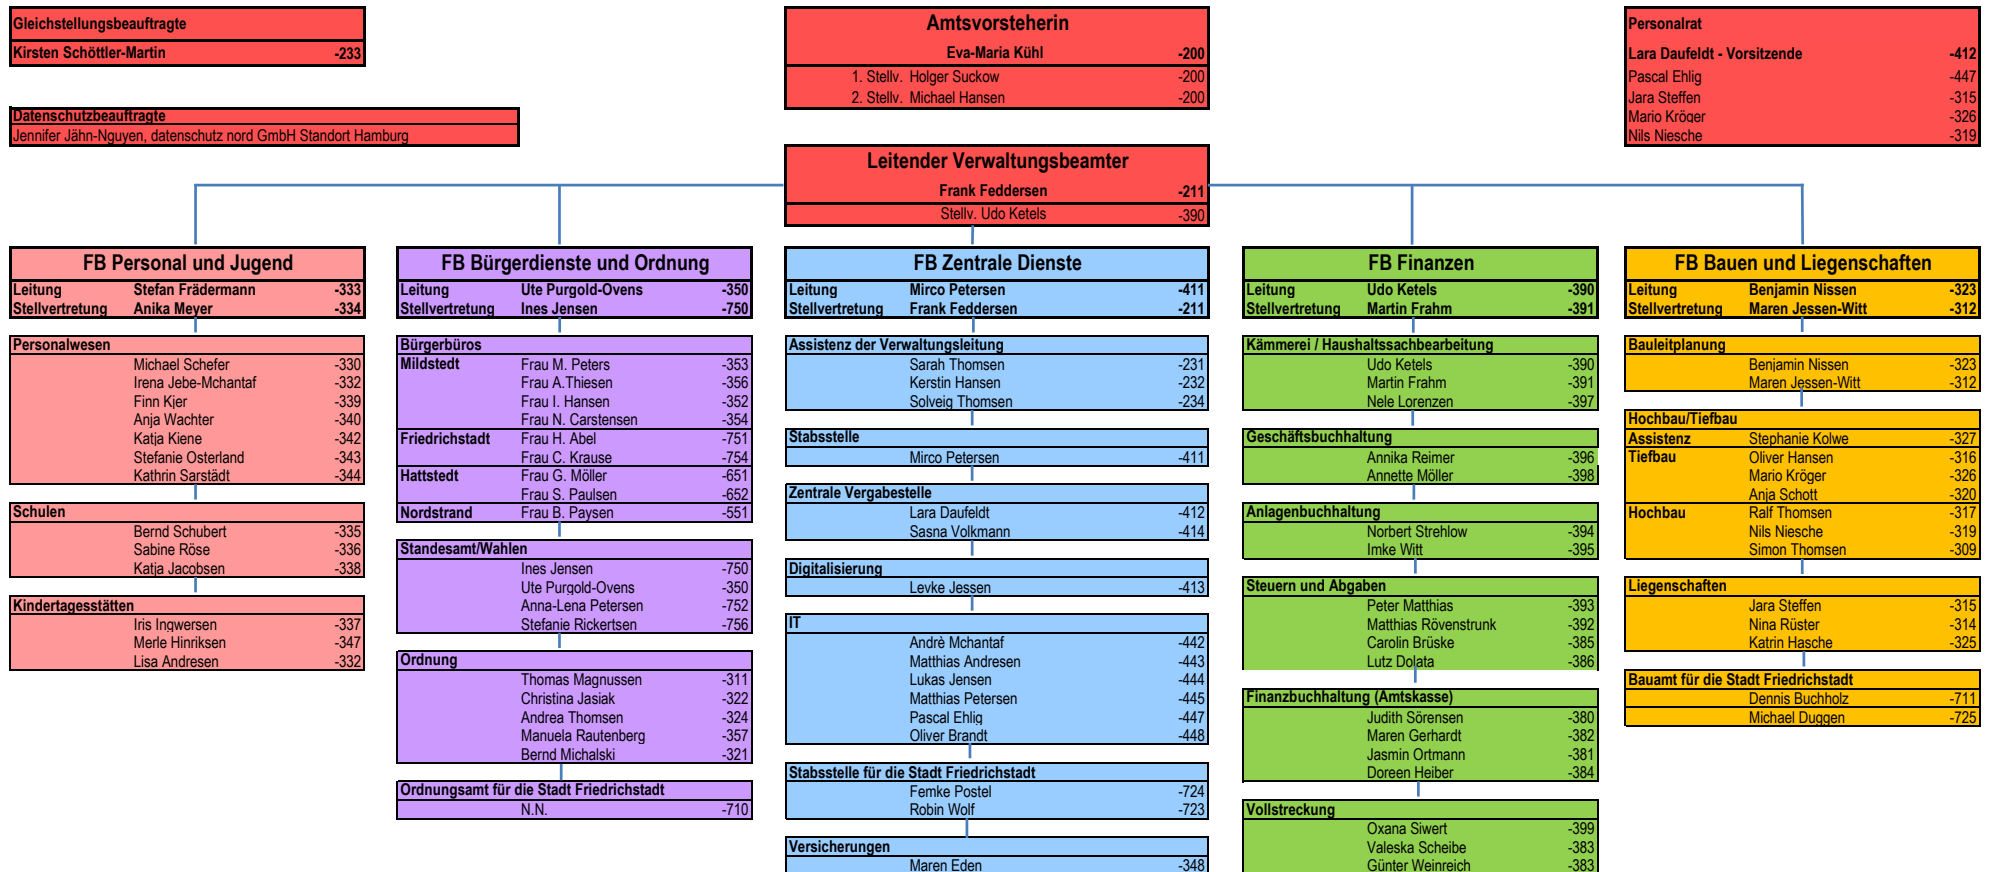 Gleichstellungsbeauftragte
Kirsten Schöttler-Martin -233
Datenschutzbeauftragte
Jennifer Jähn-Nguyen, datenschutz nord GmbH Standort Hamburg
Amtsvorsteherin
Eva-Maria Kühl -200
1. Stellv. Holger Suckow -200
2. Stellv. Michael Hansen -200
Personalrat
Lara Daufeldt - Vorsitzende -412
Pascal Ehlig -447
Jara Steffen -315
Mario Kröger -326
Nils Niesche -319
Leitender Verwaltungsbeamter
Frank Feddersen -211
Stellv. Udo Ketels -390
FB Personal und Jugend
Leitung Stefan Frädermann -333
Stellvertretung Anika Meyer -334
Personalwesen
Michael Schefer -330
Irena Jebe-Mchantaf -332
Finn Kjer -339
Anja Wachter -340
Katja Kiene -342
Stefanie Osterland -343
Kathrin Sarstädt -344
Schulen
Bernd Schubert -335
Sabine Röse -336
Katja Jacobsen -338
Kindertagesstätten
Iris Ingwersen -337
Merle Hinriksen -347
Lisa Andresen -332
FB Bürgerdienste und Ordnung
Leitung Ute Purgold-Ovens -350
Stellvertretung Ines Jensen -750
Bürgerbüros
Mildstedt Frau M. Peters -353
Frau A.Thiesen -356
Frau I. Hansen -352
Frau N. Carstensen -354
Friedrichstadt Frau H. Abel -751
Frau C. Krause -754
Hattstedt Frau G. Möller -651
Frau S. Paulsen -652
Nordstrand Frau B. Paysen -551
Standesamt/Wahlen
Ines Jensen -750
Ute Purgold-Ovens -350
Anna-Lena Petersen -752
Stefanie Rickertsen -756
Ordnung
Thomas Magnussen -311
Christina Jasiak -322
Andrea Thomsen -324
Manuela Rautenberg -357
Bernd Michalski -321
Ordnungsamt für die Stadt Friedrichstadt
N.N. -710
FB Zentrale Dienste
Leitung Mirco Petersen -411
Stellvertretung Frank Feddersen -211
Assistenz der Verwaltungsleitung
Sarah Thomsen -231
Kerstin Hansen -232
Solveig Thomsen -234
Stabsstelle
Mirco Petersen -411
Zentrale Vergabestelle
Lara Daufeldt -412
Sasna Volkmann -414
Digitalisierung
Levke Jessen -413
IT
Andrè Mchantaf -442
Matthias Andresen -443
Lukas Jensen -444
Matthias Petersen -445
Pascal Ehlig -447
Oliver Brandt -448
Stabsstelle für die Stadt Friedrichstadt
Femke Postel -724
Robin Wolf -723
Versicherungen
Maren Eden -348
FB Finanzen
Leitung Udo Ketels -390
Stellvertretung Martin Frahm -391
Kämmerei / Haushaltssachbearbeitung
Udo Ketels -390
Martin Frahm -391
Nele Lorenzen -397
Geschäftsbuchhaltung
Annika Reimer -396
Annette Möller -398
Anlagenbuchhaltung
Norbert Strehlow -394
Imke Witt -395
Steuern und Abgaben
Peter Matthias -393
Matthias Rövenstrunk -392
Carolin Brüske -385
Lutz Dolata -386
Finanzbuchhaltung (Amtskasse)
Judith Sörensen -380
Maren Gerhardt -382
Jasmin Ortmann -381
Doreen Heiber -384
Vollstreckung
Oxana Siwert -399
Valeska Scheibe -383
Günter Weinreich -383
FB Bauen und Liegenschaften
Leitung Benjamin Nissen -323
Stellvertretung Maren Jessen-Witt -312
Bauleitplanung
Benjamin Nissen -323
Maren Jessen-Witt -312
Hochbau/Tiefbau
Assistenz Stephanie Kolwe -327
Tiefbau Oliver Hansen -316
Mario Kröger -326
Anja Schott -320
Hochbau Ralf Thomsen -317
Nils Niesche -319
Simon Thomsen -309
Liegenschaften
Jara Steffen -315
Nina Rüster -314
Katrin Hasche -325
Bauamt für die Stadt Friedrichstadt
Dennis Buchholz -711
Michael Duggen -725